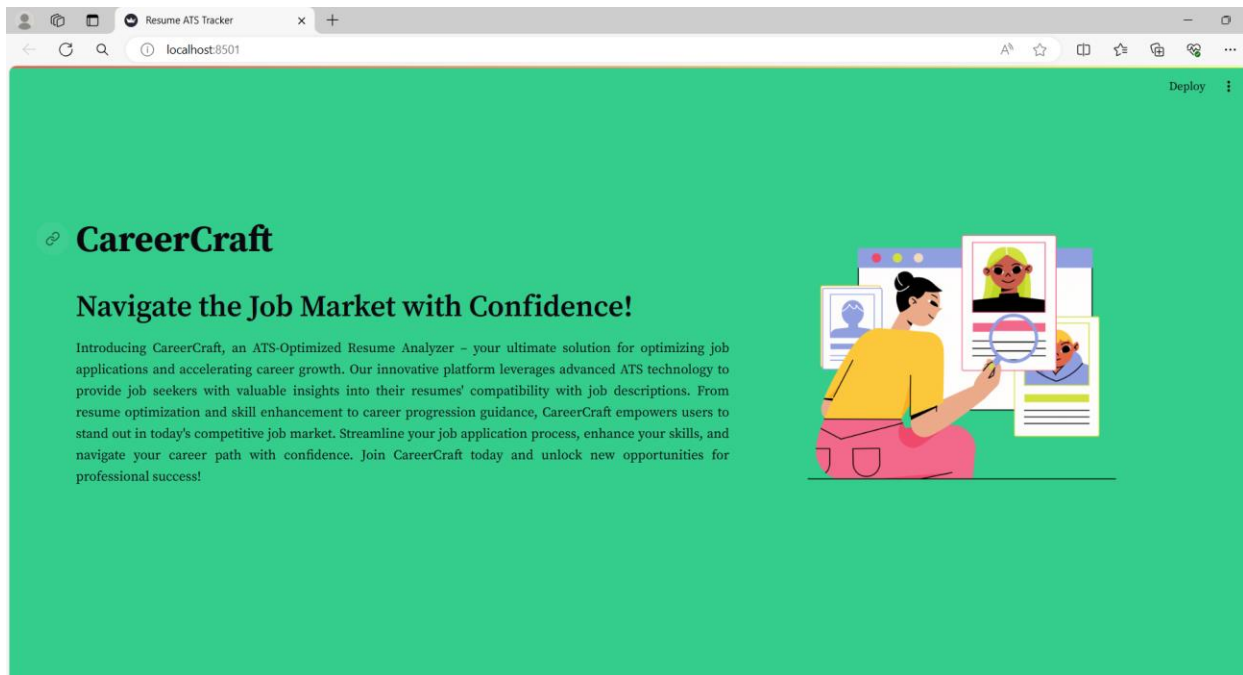 Resume ATS Tracker
localhost:8501
Deploy
CareerCraft
Navigate the Job Market with Confidence!
Introducing CareerCraft, an ATS-Optimized Resume Analyzer – your ultimate solution for optimizing job
applications and accelerating career growth. Our innovative platform leverages advanced ATS technology to
provide job seekers with valuable insights into their resumes' compatibility with job descriptions. From
resume optimization and skill enhancement to career progression guidance, CareerCraft empowers users to
stand out in today's competitive job market. Streamline your job application process, enhance your skills, and
navigate your career path with confidence. Join CareerCraft today and unlock new opportunities for
professional success!